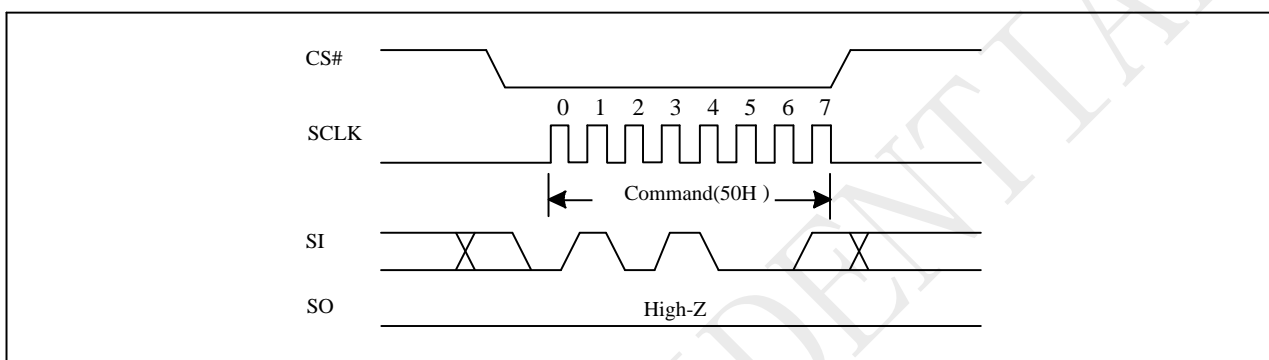 CS#
0 1 2 3 4 5 6 7
SCLK
Command(50H )
SI
SO
High-Z